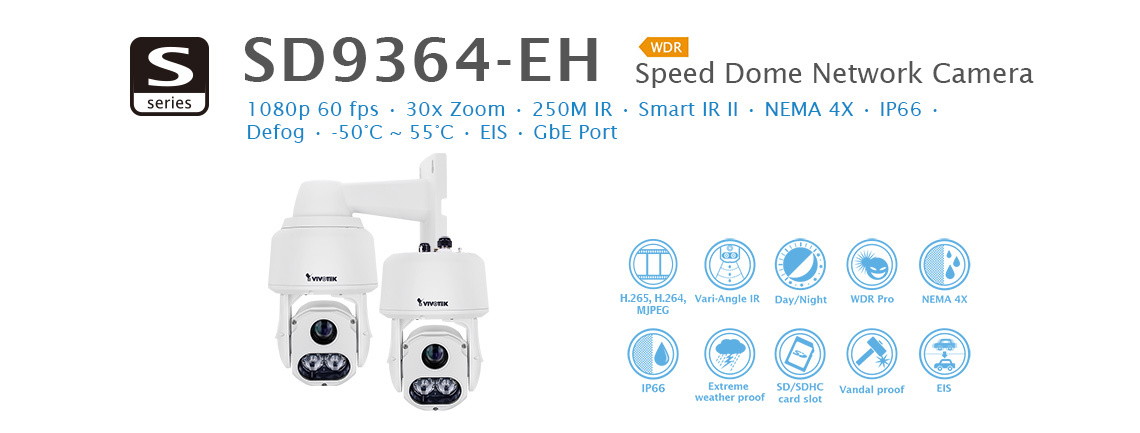 S
series
SD9364-EH
WDR
Speed Dome Network Camera
1080p 60 fps · 30x Zoom · 250M IR · Smart IR II · NEMA 4X · IP66 ·
Defog · -50°C ~ 55°C · EIS · GbE Port
VIVOTEK
VIVOTEK
H.265, H.264,
MJPEG
Vari-Angle IR
Day/Night
WDR Pro
NEMA 4X
IP66
Extreme
weather proof
SD
SD/SDHC
card slot
Vandal proof
EIS